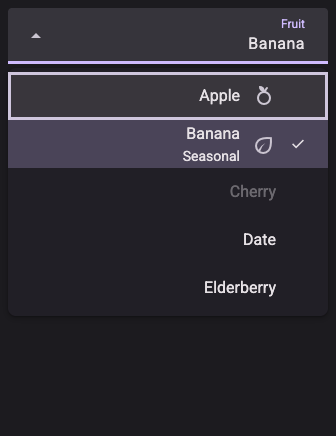 Fruit
Banana
Apple
Banana
Seasonal
Cherry
Date
Elderberry